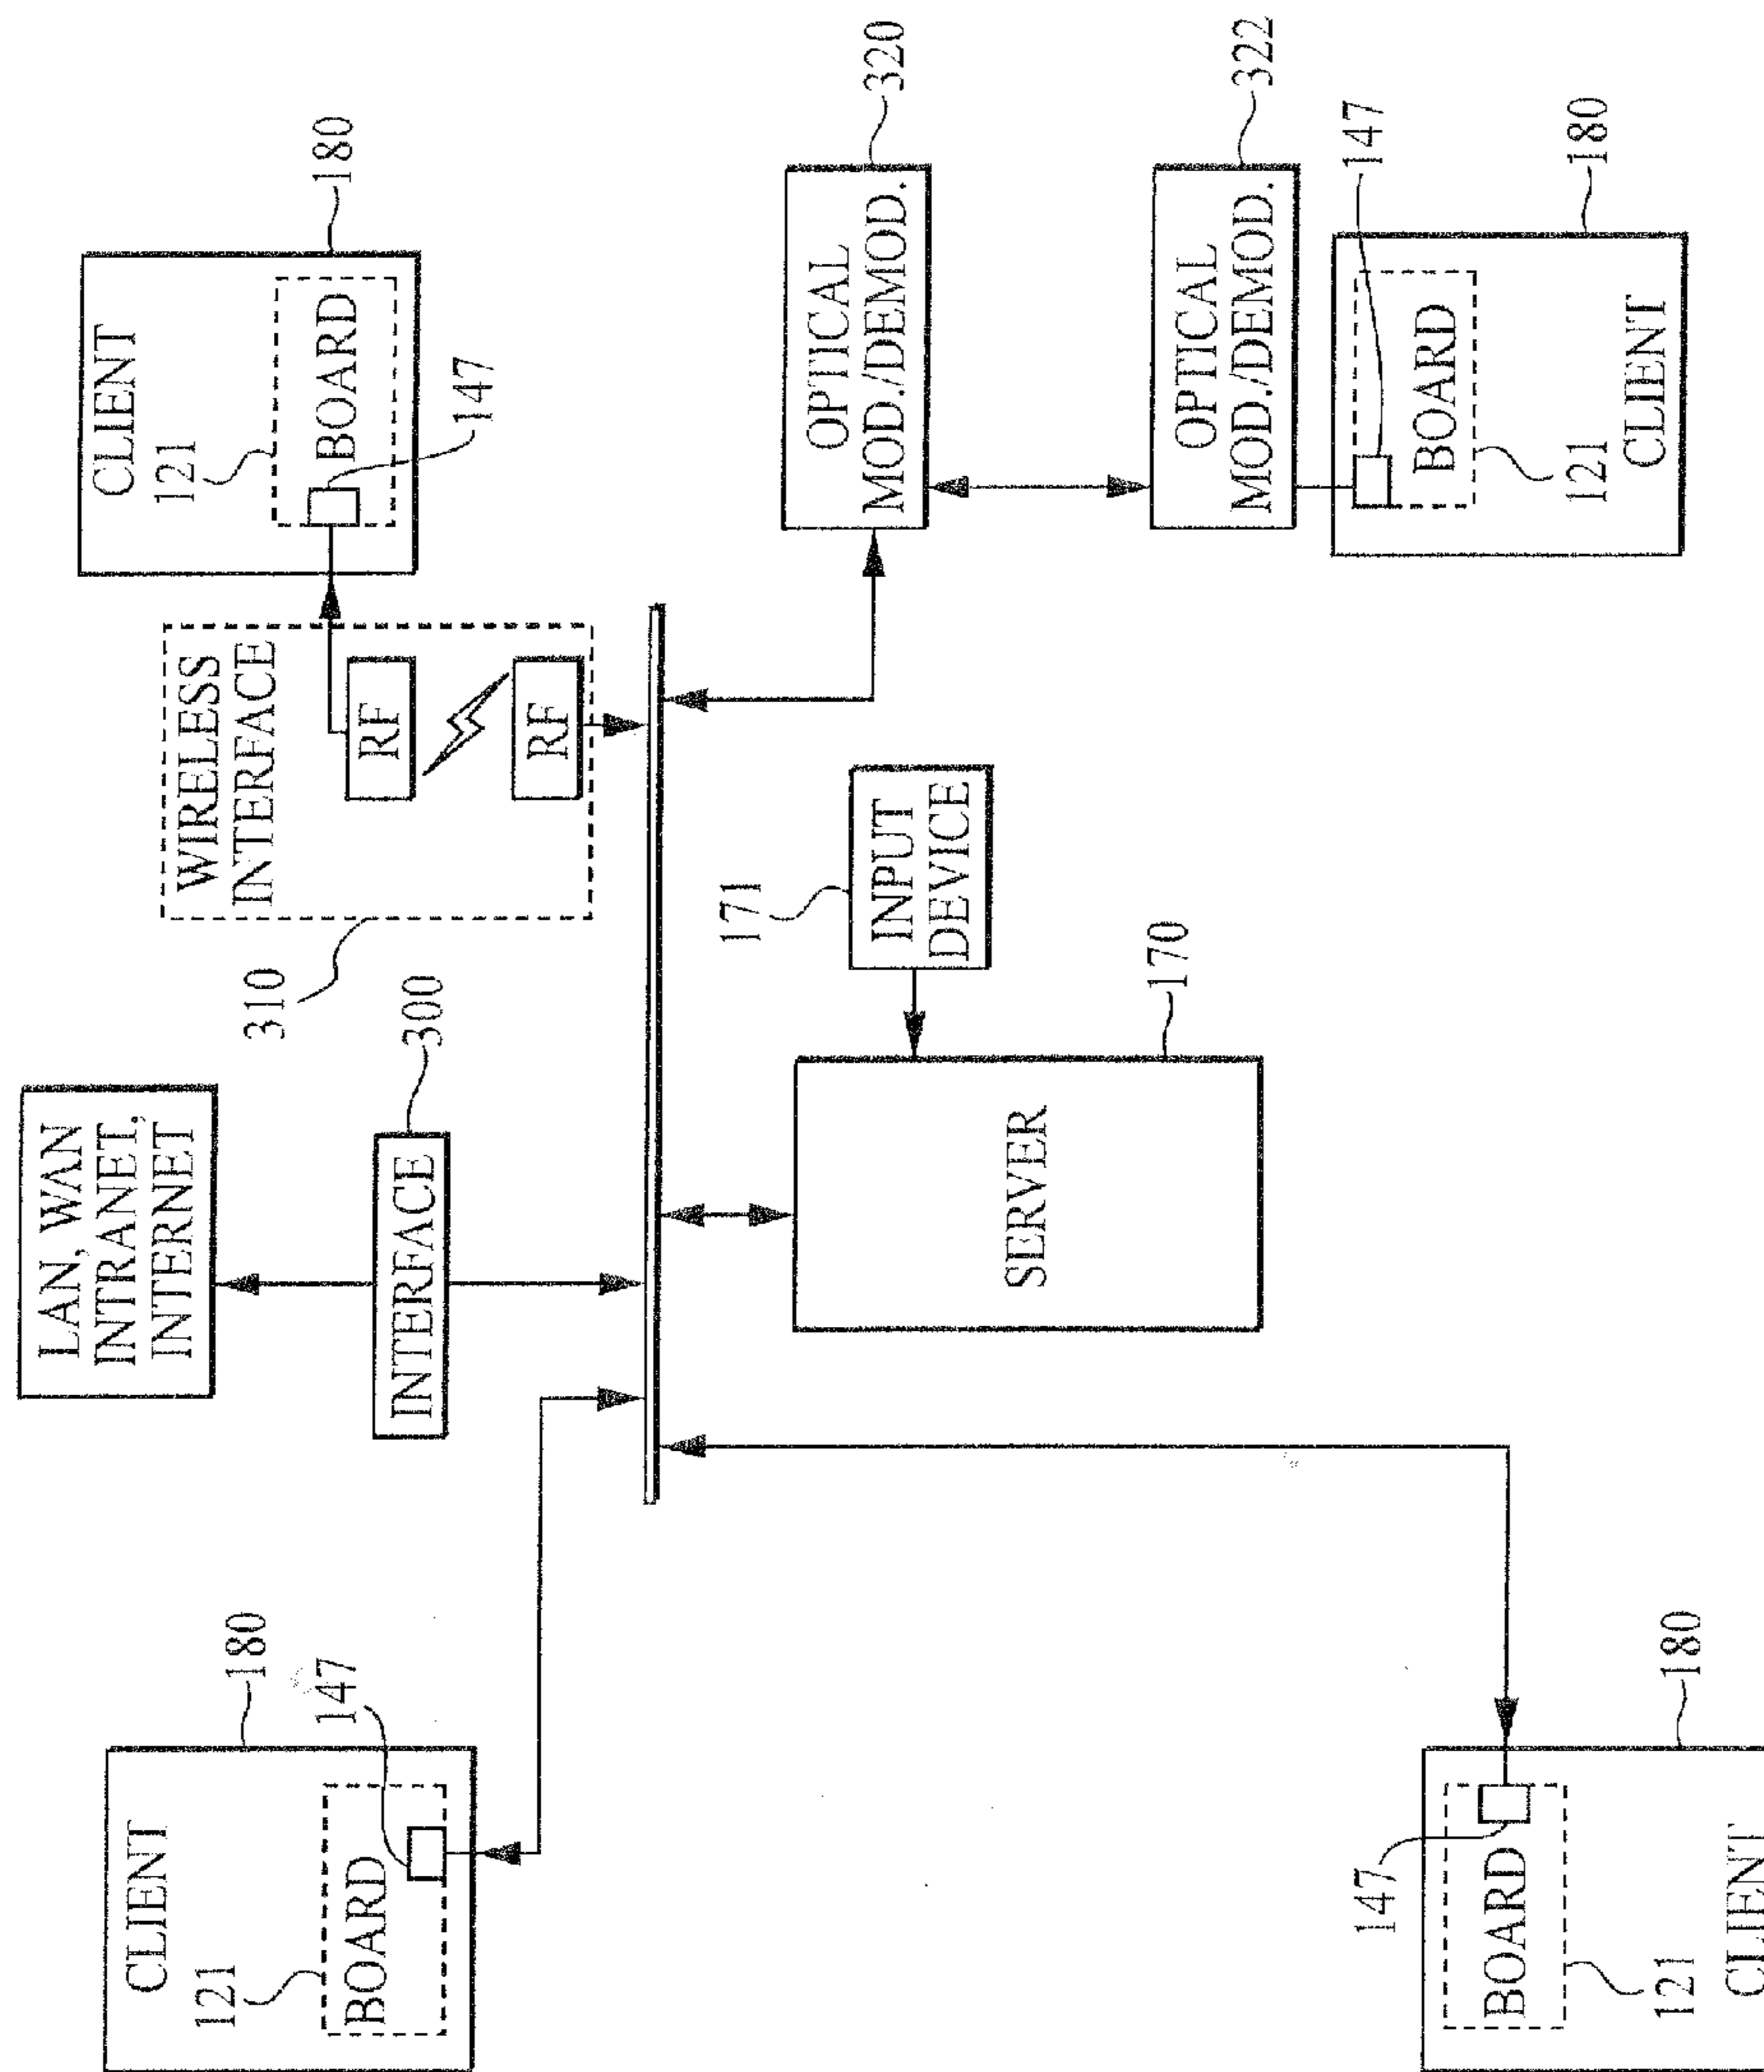 CLIENT
121
BOARD
147
180
LAN, WAN
INTRANET,
INTERNET
INTERFACE
300
310
WIRELESS
INTERFACE
RF
RF
CLIENT
121
BOARD
147
180
SERVER
170
171
INPUT
DEVICE
OPTICAL
MOD./DEMOD.
320
OPTICAL
MOD./DEMOD.
322
147
BOARD
121
CLIENT
180
147
BOARD
121
CLIENT
180